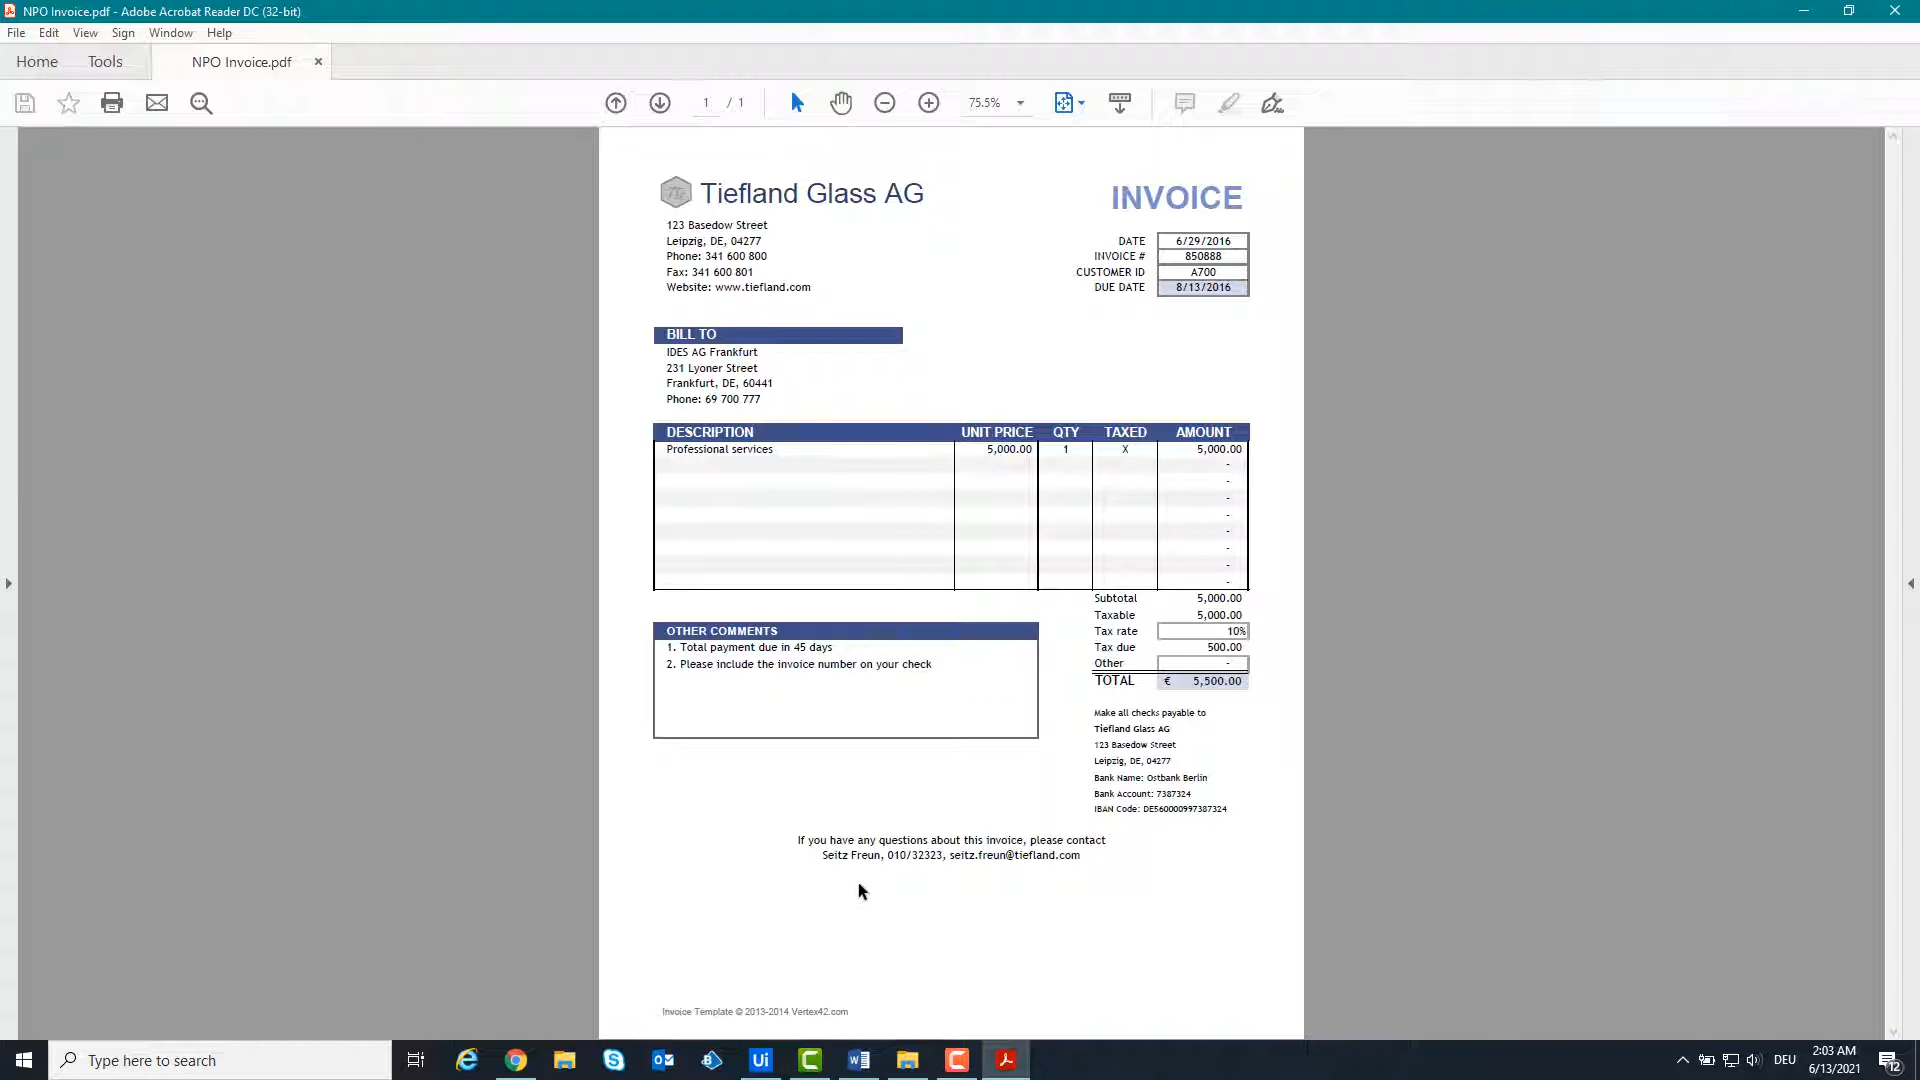 NPO Invoice.pdf - Adobe Acrobat Reader DC (32-bit)
File Edit View Sign Window Help
Home Tools NPO Invoice.pdf
1 / 1 75.5%
Tiefland Glass AG
INVOICE
123 Basedow Street
Leipzig, DE, 04277
Phone: 341 600 800
Fax: 341 600 801
Website: www.tiefland.com
DATE 6/29/2016
INVOICE # 850888
CUSTOMER ID A700
DUE DATE 8/13/2016
BILL TO
IDES AG Frankfurt
231 Lyoner Street
Frankfurt, DE, 60441
Phone: 69 700 777
DESCRIPTION UNIT PRICE QTY TAXED AMOUNT
Professional services 5,000.00 1 X 5,000.00
-
-
-
-
-
-
-
-
Subtotal 5,000.00
Taxable 5,000.00
Tax rate 10%
Tax due 500.00
Other -
TOTAL € 5,500.00
OTHER COMMENTS
1. Total payment due in 45 days
2. Please include the invoice number on your check
Make all checks payable to
Tiefland Glass AG
123 Basedow Street
Leipzig, DE, 04277
Bank Name: Ostbank Berlin
Bank Account: 7387324
IBAN Code: DE560000997387324
If you have any questions about this invoice, please contact
Seitz Freun, 010/32323, seitz.freun@tiefland.com
Invoice Template © 2013-2014 Vertex42.com
Type here to search
Ui
DEU
2:03 AM
6/13/2021
12